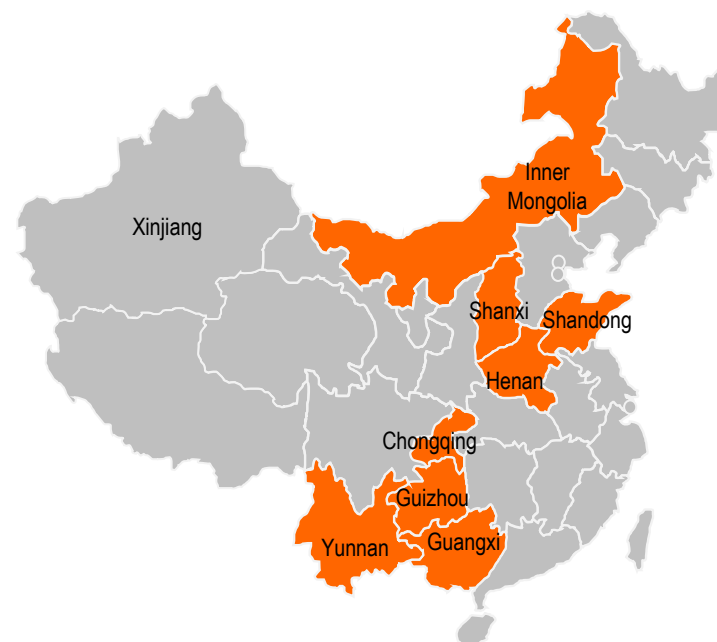 Inner
Mongolia
Xinjiang
Shanxi
Shandong
Henan
Chongqing
Guizhou
Yunnan
Guangxi